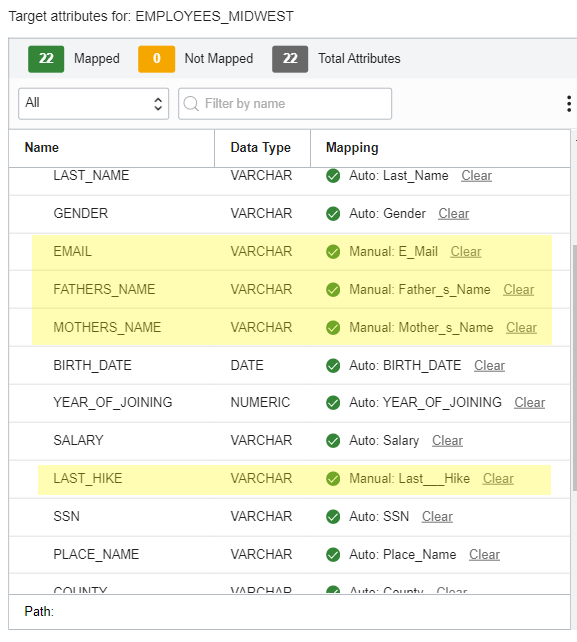 Target attributes for: EMPLOYEES_MIDWEST
22 Mapped 0 Not Mapped 22 Total Attributes
All Filter by name
Name Data Type Mapping
LAST_NAME VARCHAR Auto: Last_Name Clear
GENDER VARCHAR Auto: Gender Clear
EMAIL VARCHAR Manual: E_Mail Clear
FATHERS_NAME VARCHAR Manual: Father_s_Name Clear
MOTHERS_NAME VARCHAR Manual: Mother_s_Name Clear
BIRTH_DATE DATE Auto: BIRTH_DATE Clear
YEAR_OF_JOINING NUMERIC Auto: YEAR_OF_JOINING Clear
SALARY VARCHAR Auto: Salary Clear
LAST_HIKE VARCHAR Manual: Last___Hike Clear
SSN VARCHAR Auto: SSN Clear
PLACE_NAME VARCHAR Auto: Place_Name Clear
COUNTY VARCHAR Auto: County Clear
Path: